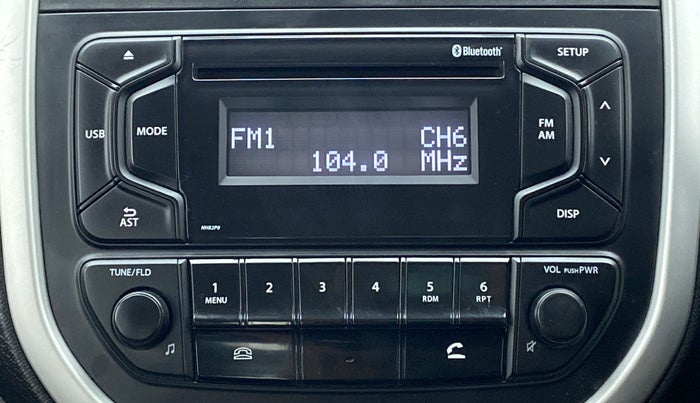 Bluetooth®
SETUP
USB
MODE
FM1 CH6
104.0 MHz
FM
AM
AST
NH82P0
DISP
TUNE/FLD
1
MENU
2
3
4
5
RDM
6
RPT
VOL PUSH PWR